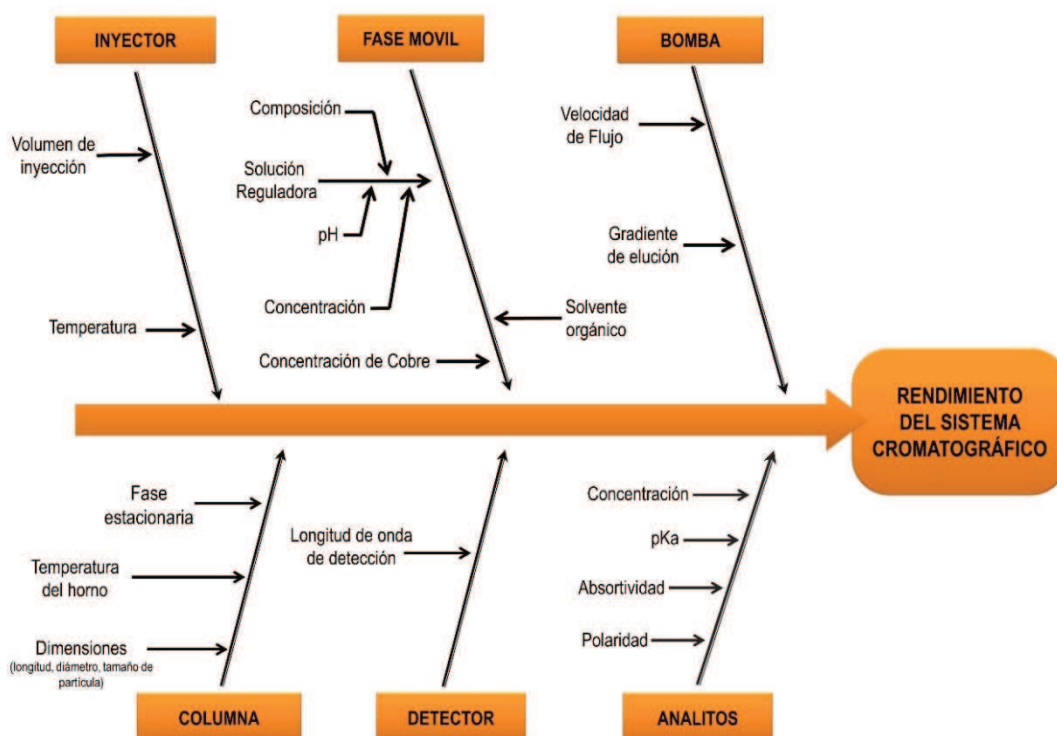 INYECTOR
FASE MOVIL
BOMBA
Volumen de
inyección
Temperatura
Composición
Solución
Reguladora
pH
Concentración
Solvente
orgánico
Concentración de Cobre
Velocidad
de Flujo
Gradiente
de elución
RENDIMIENTO
DEL SISTEMA
CROMATOGRÁFICO
Fase
estacionaria
Temperatura
del horno
Dimensiones
(longitud, diámetro, tamaño de
partícula)
Longitud de onda
de detección
Concentración
pKa
Absortividad
Polaridad
COLUMNA
DETECTOR
ANALITOS